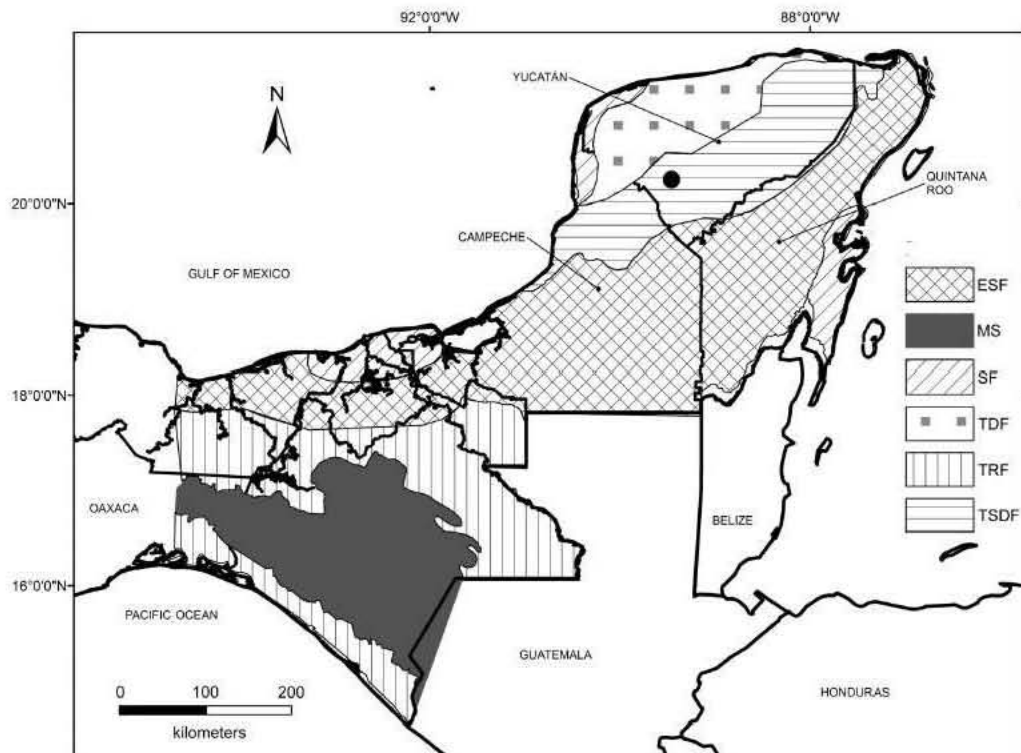 92°0'0"W
88°0'0"W
N
YUCATÁN
20°0'0"N
QUINTANA
ROO
CAMPECHE
GULF OF MEXICO
ESF
MS
SF
18°0'0"N
TDF
TRF
OAXACA
BELIZE
TSDF
16°0'0"N
PACIFIC OCEAN
GUATEMALA
HONDURAS
0 100 200
kilometers